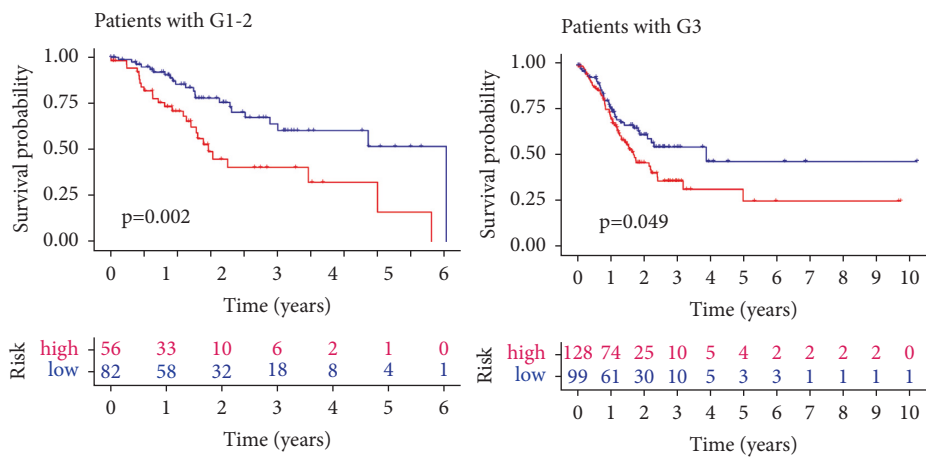 Patients with G1-2
Survival probability
1.00
0.75
0.50
0.25
0.00
p=0.002
0 1 2 3 4 5 6
Time (years)
Risk
high 56 33 10 6 2 1 0
low 82 58 32 18 8 4 1
0 1 2 3 4 5 6
Time (years)
Patients with G3
Survival probability
1.00
0.75
0.50
0.25
0.00
p=0.049
0 1 2 3 4 5 6 7 8 9 10
Time (years)
Risk
high 128 74 25 10 5 4 2 2 2 2 0
low 99 61 30 10 5 3 3 1 1 1 1
0 1 2 3 4 5 6 7 8 9 10
Time (years)